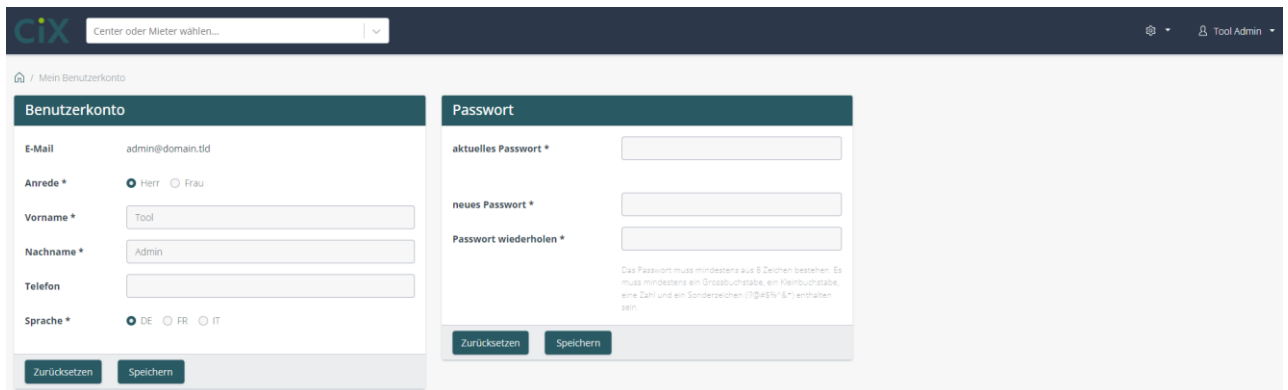 CiX Center oder Mieter wählen... Tool Admin
/ Mein Benutzerkonto
Benutzerkonto
E-Mail admin@domain.tld
Anrede * Herr Frau
Vorname * Tool
Nachname * Admin
Telefon
Sprache * DE FR IT
Zurücksetzen Speichern
Passwort
aktuelles Passwort *
neues Passwort *
Passwort wiederholen *
Das Passwort muss mindestens aus 8 Zeichen bestehen. Es
muss mindestens ein Grossbuchstabe, ein Kleinbuchstabe,
eine Zahl und ein Sonderzeichen (!?@#$%^&*) enthalten
sein.
Zurücksetzen Speichern